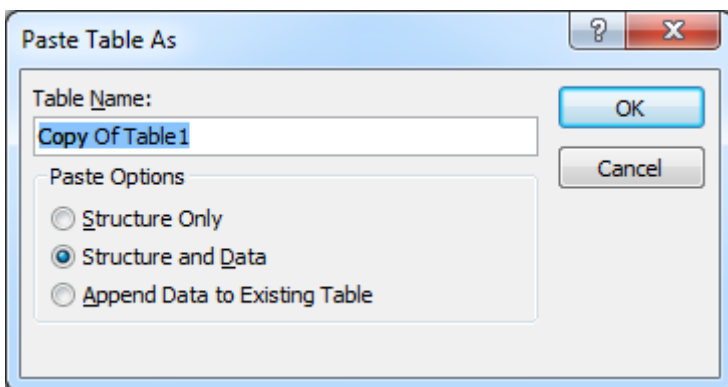 Paste Table As
?
X
Table Name:
OK
Copy Of Table1
Cancel
Paste Options
Structure Only
Structure and Data
Append Data to Existing Table